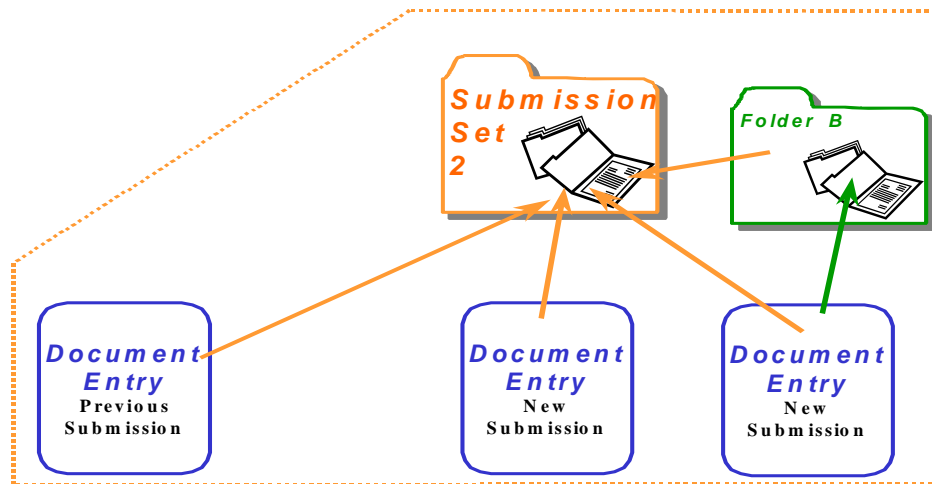 Submission
Set
2
Folder B
Document
Entry
Previous
Submission
Document
Entry
New
Submission
Document
Entry
New
Submission